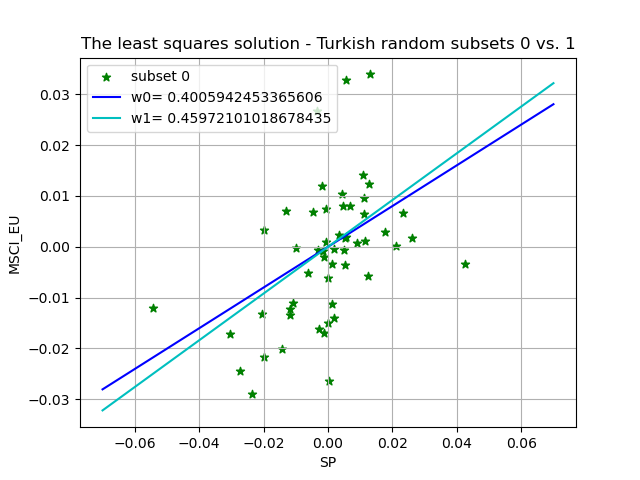 The least squares solution - Turkish random subsets 0 vs. 1
subset 0
w0= 0.4005942453365606
w1= 0.45972101018678435
0.03
0.02
0.01
0.00
−0.01
−0.02
−0.03
MSCI_EU
−0.06 −0.04 −0.02 0.00 0.02 0.04 0.06
SP